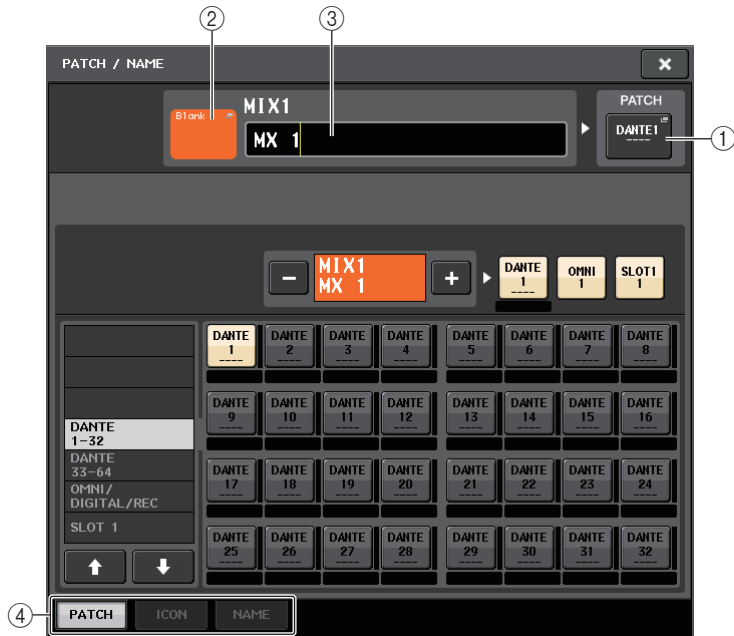 ② ③
PATCH / NAME ×
Blank
MIX1
MX 1
PATCH
DANTE1
----
①
− MIX1
MX 1
+
DANTE
1
----
OMNI
1
SLOT1
1
DANTE
1-32
DANTE
33-64
OMNI/
DIGITAL/REC
SLOT 1
DANTE DANTE DANTE DANTE DANTE DANTE DANTE DANTE
1 2 3 4 5 6 7 8
---- ---- ---- ---- ---- ---- ---- ----
DANTE DANTE DANTE DANTE DANTE DANTE DANTE DANTE
9 10 11 12 13 14 15 16
---- ---- ---- ---- ---- ---- ---- ----
DANTE DANTE DANTE DANTE DANTE DANTE DANTE DANTE
17 18 19 20 21 22 23 24
---- ---- ---- ---- ---- ---- ---- ----
DANTE DANTE DANTE DANTE DANTE DANTE DANTE DANTE
25 26 27 28 29 30 31 32
---- ---- ---- ---- ---- ---- ---- ----
④
PATCH ICON NAME